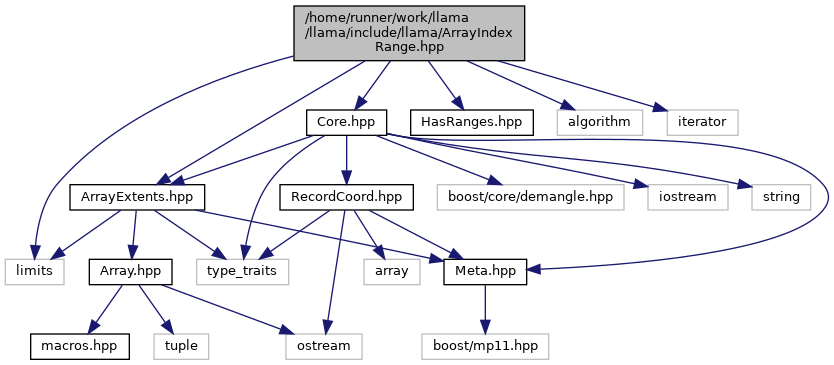 /home/runner/work/llama
/llama/include/llama/ArrayIndex
Range.hpp
Core.hpp
HasRanges.hpp
algorithm
iterator
ArrayExtents.hpp
RecordCoord.hpp
boost/core/demangle.hpp
iostream
string
limits
Array.hpp
type_traits
array
Meta.hpp
macros.hpp
tuple
ostream
boost/mp11.hpp